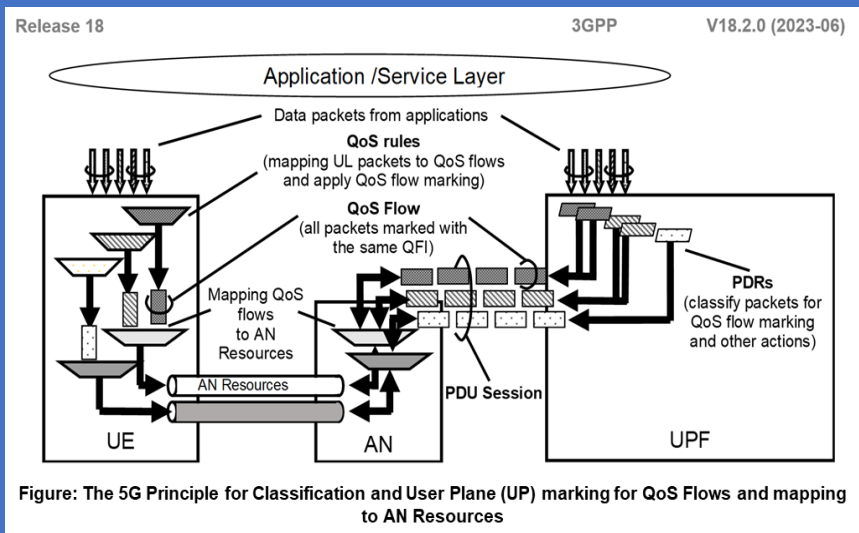 Release 18 3GPP V18.2.0 (2023-06)
Application /Service Layer
Data packets from applications
QoS rules
(mapping UL packets to QoS flows
and apply QoS flow marking)
QoS Flow
(all packets marked with
the same QFI)
PDRs
(classify packets for
QoS flow marking
and other actions)
Mapping QoS
flows
to AN
Resources
AN Resources
PDU Session
UE
AN
UPF
Figure: The 5G Principle for Classification and User Plane (UP) marking for QoS Flows and mapping
to AN Resources